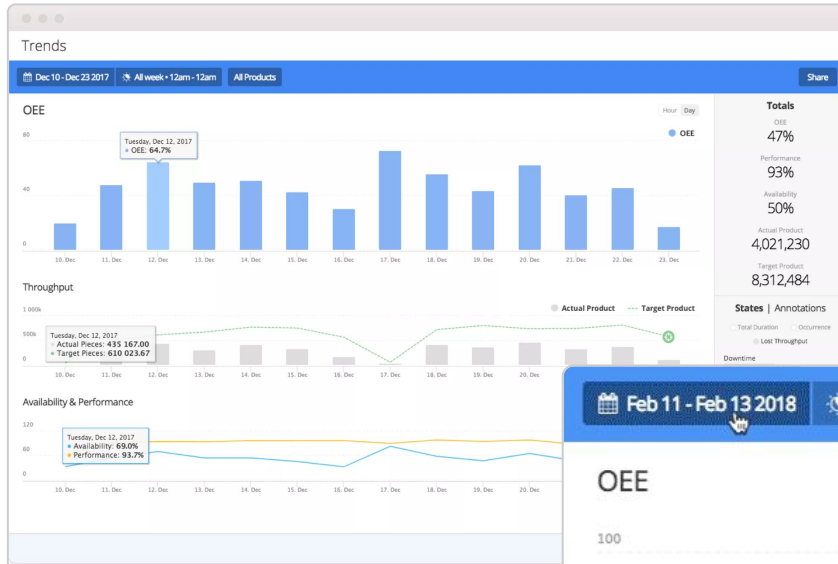 Trends
Dec 10 - Dec 23 2017 All week • 12am - 12am All Products Share
OEE Hour Day
OEE
80
40
0
Tuesday, Dec 12, 2017
OEE: 64.7%
10. Dec 11. Dec 12. Dec 13. Dec 14. Dec 15. Dec 16. Dec 17. Dec 18. Dec 19. Dec 20. Dec 21. Dec 22. Dec 23. Dec
Throughput
Actual Product Target Product
1 000k
500k
0
Tuesday, Dec 12, 2017
Actual Pieces: 435 167.00
Target Pieces: 610 023.67
10. Dec 11. Dec 12. Dec 13. Dec 14. Dec 15. Dec 16. Dec 17. Dec 18. Dec 19. Dec 20. Dec 21. Dec 22. Dec 23. Dec
Availability & Performance
120
60
0
Tuesday, Dec 12, 2017
Availability: 69.0%
Performance: 93.7%
10. Dec 11. Dec 12. Dec 13. Dec 14. Dec 15. Dec 16. Dec 17. Dec 18. Dec 19. Dec 20. Dec
Totals
OEE
47%
Performance
93%
Availability
50%
Actual Product
4,021,230
Target Product
8,312,484
States | Annotations
Total Duration Occurrence
Lost Throughput
Downtime
Feb 11 - Feb 13 2018
OEE
100